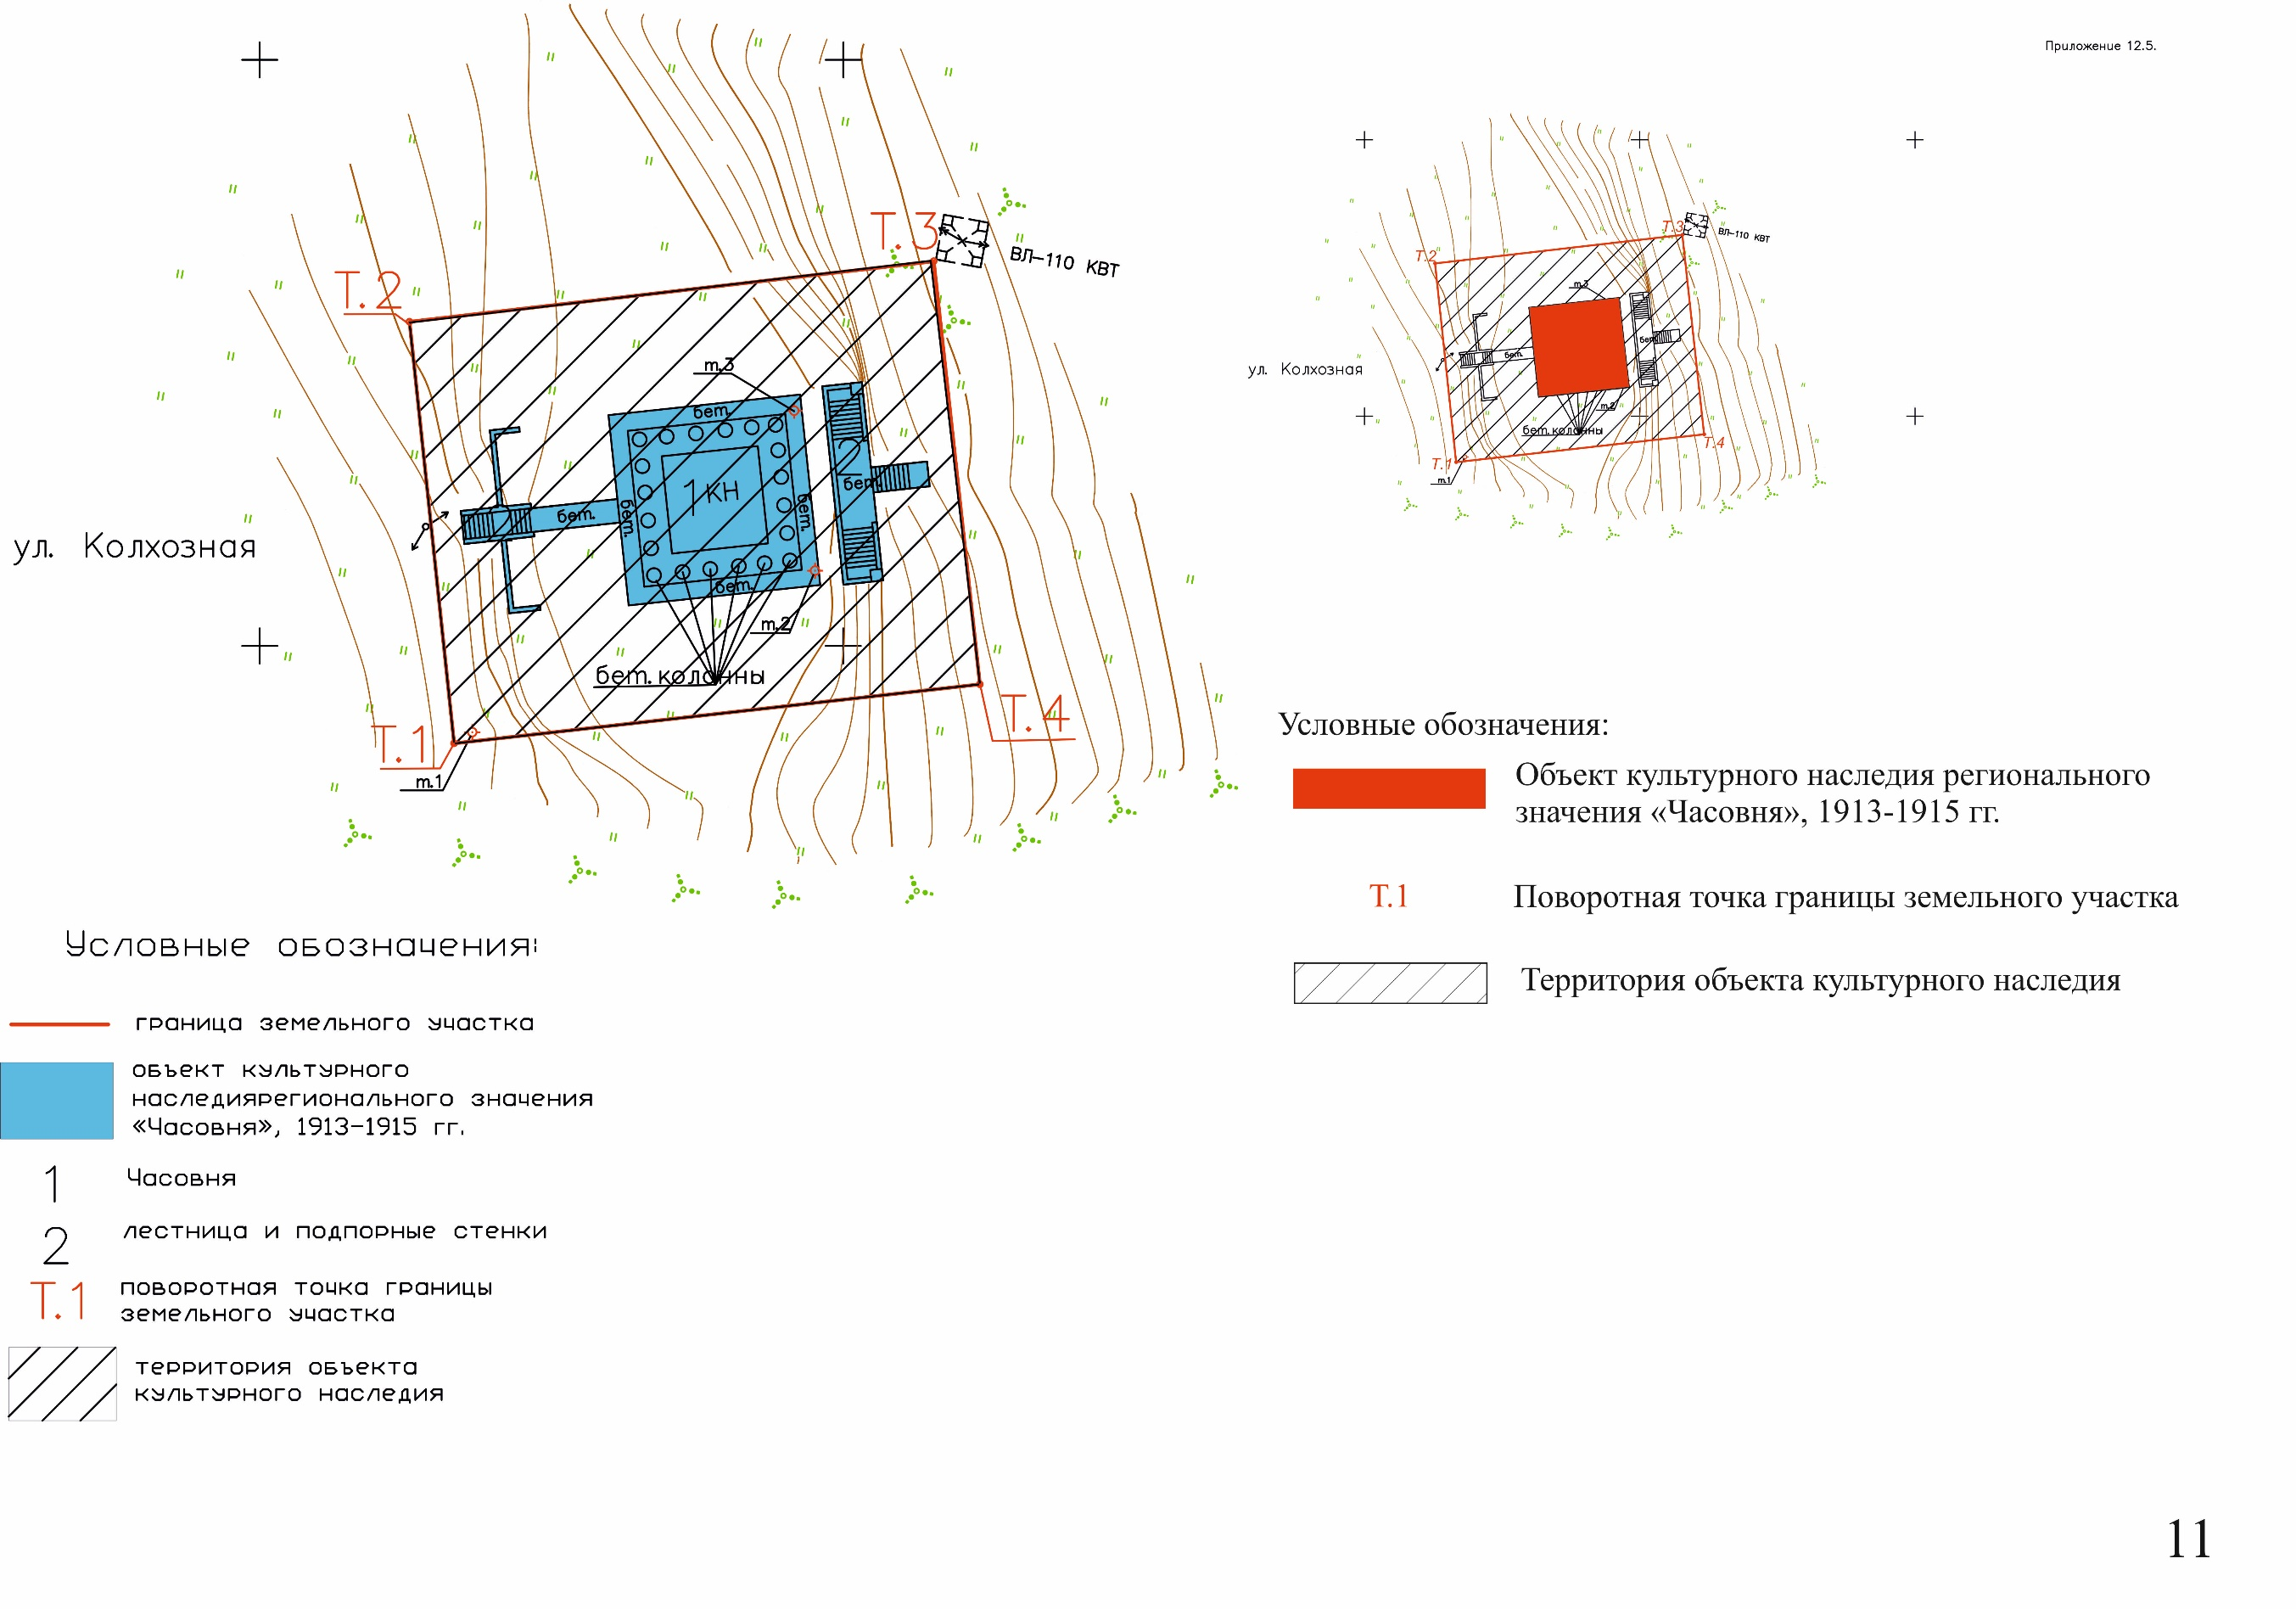 Приложение 12.5.
Т.3
ВЛ-110 КВТ
Т.2
т.3
бет.
2
1КН
бет.
бет.
бет.
бет.
ул. Колхозная
бет.
т.2
бет. колонны
Т.4
Т.1
т.1
Условные обозначения:
граница земельного участка
объект культурного
наследиярегионального значения
«Часовня», 1913-1915 гг.
1
Часовня
2
лестница и подпорные стенки
Т.1
поворотная точка границы
земельного участка
территория объекта
культурного наследия
Т.3
ВЛ-110 КВТ
Т.2
т.3
бет.
бет.
ул. Колхозная
т.2
бет. колонны
Т.4
Т.1
т.1
Условные обозначения:
Объект культурного наследия регионального
значения «Часовня», 1913-1915 гг.
Т.1
Поворотная точка границы земельного участка
Территория объекта культурного наследия
11